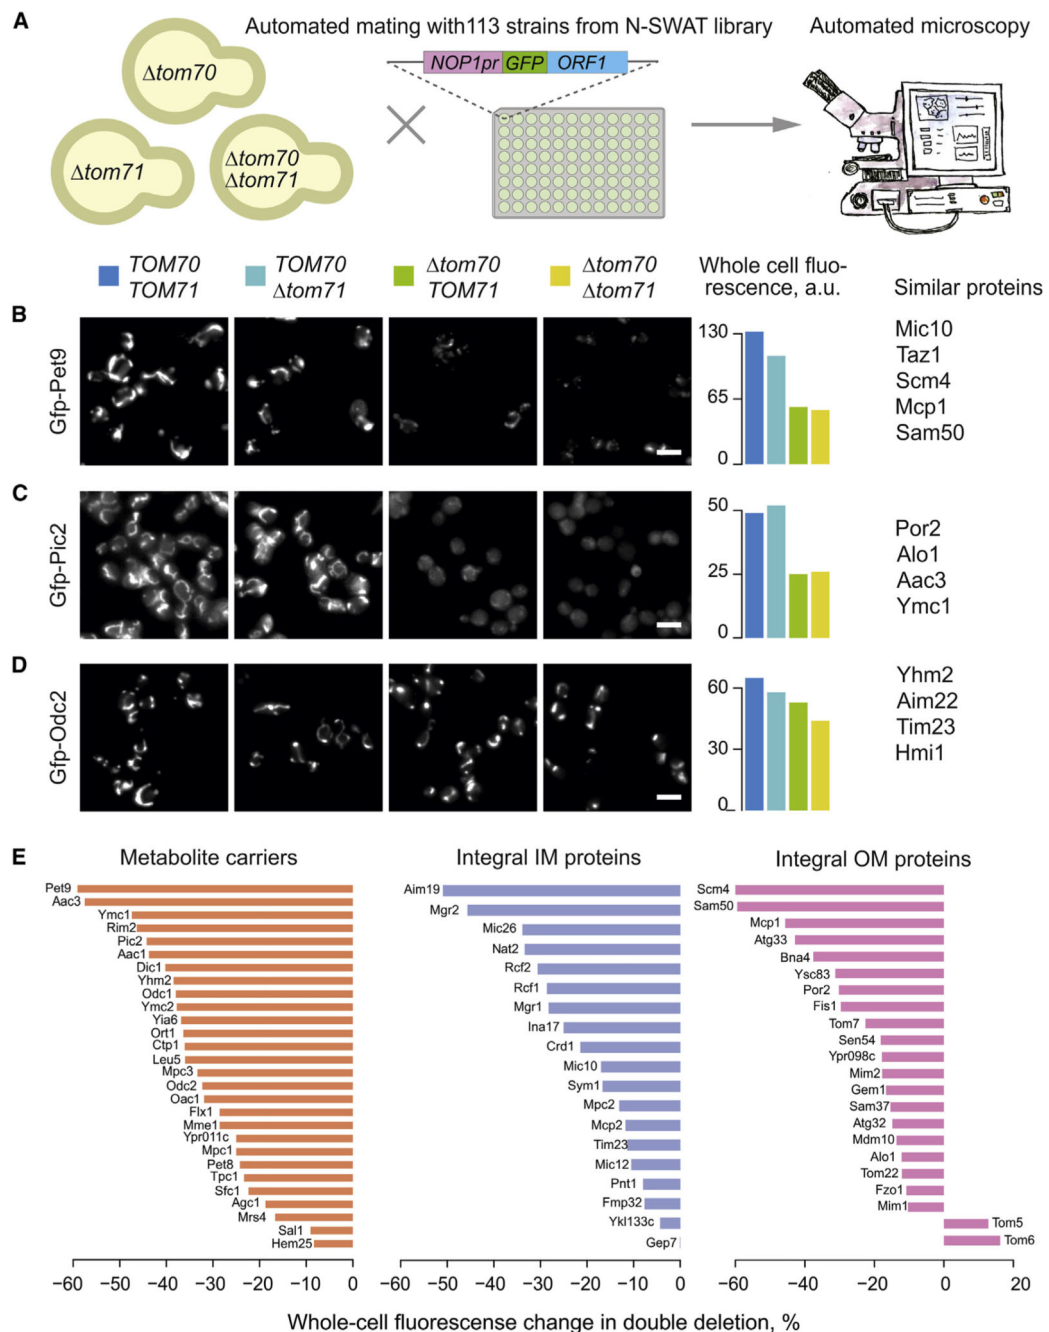 A
Automated mating with113 strains from N-SWAT library
Automated microscopy
Δtom70
Δtom71
Δtom70
Δtom71
NOP1pr GFP ORF1
TOM70
TOM71
TOM70
Δtom71
Δtom70
TOM71
Δtom70
Δtom71
Whole cell fluo-
rescence, a.u.
Similar proteins
B
Gfp-Pet9
130
65
0
Mic10
Taz1
Scm4
Mcp1
Sam50
C
Gfp-Pic2
50
25
0
Por2
Alo1
Aac3
Ymc1
D
Gfp-Odc2
60
30
0
Yhm2
Aim22
Tim23
Hmi1
E
Metabolite carriers
Pet9
Aac3
Ymc1
Rim2
Pic2
Aac1
Dic1
Yhm2
Odc1
Ymc2
Yia6
Ort1
Ctp1
Leu5
Mpc3
Odc2
Oac1
Flx1
Mme1
Ypr011c
Mpc1
Pet8
Tpc1
Sfc1
Agc1
Mrs4
Sal1
Hem25
−60 −50 −40 −30 −20 −10 0
Integral IM proteins
Aim19
Mgr2
Mic26
Nat2
Rcf2
Rcf1
Mgr1
Ina17
Crd1
Mic10
Sym1
Mpc2
Mcp2
Tim23
Mic12
Pnt1
Fmp32
Ykl133c
Gep7
−60 −50 −40 −30 −20 −10 0
Integral OM proteins
Scm4
Sam50
Mcp1
Atg33
Bna4
Ysc83
Por2
Fis1
Tom7
Sen54
Ypr098c
Mim2
Gem1
Sam37
Atg32
Mdm10
Alo1
Tom22
Fzo1
Mim1
Tom5
Tom6
−60 −40 −20 0 20
Whole-cell fluorescense change in double deletion, %